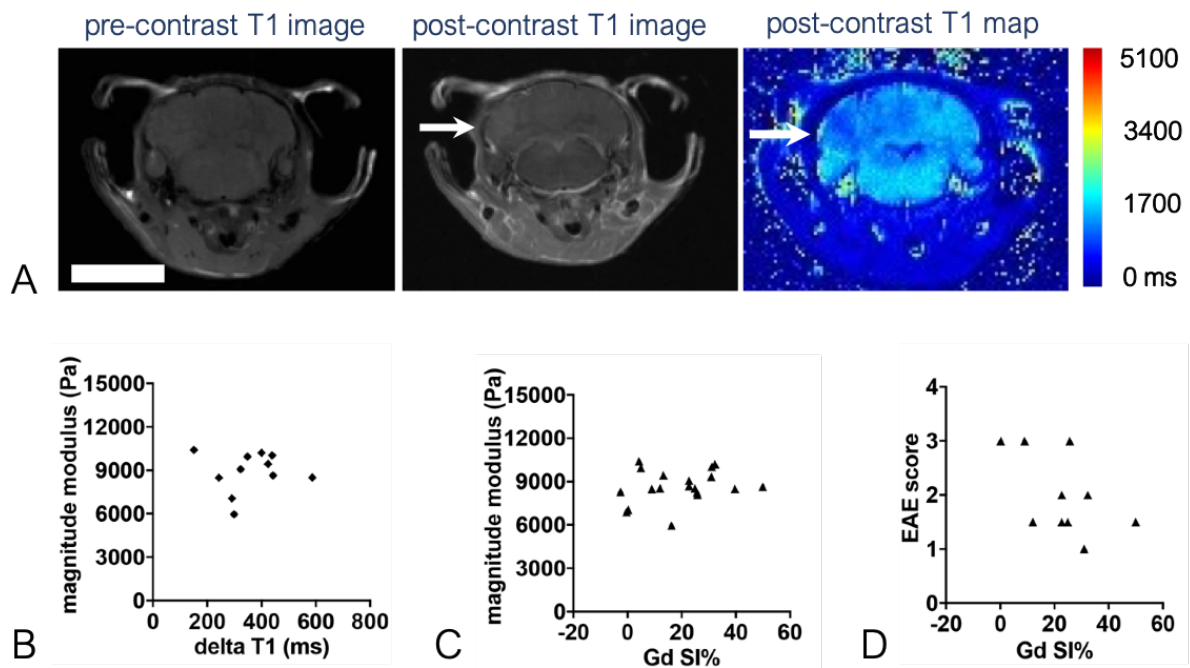 pre-contrast T1 image
post-contrast T1 image
post-contrast T1 map
5100
3400
1700
0 ms
A
magnitude modulus (Pa)
15000
12000
9000
6000
3000
0
0 200 400 600 800
delta T1 (ms)
B
magnitude modulus (Pa)
15000
12000
9000
6000
3000
0
-20 0 20 40 60
Gd SI%
C
EAE score
4
3
2
1
0
-20 0 20 40 60
Gd SI%
D